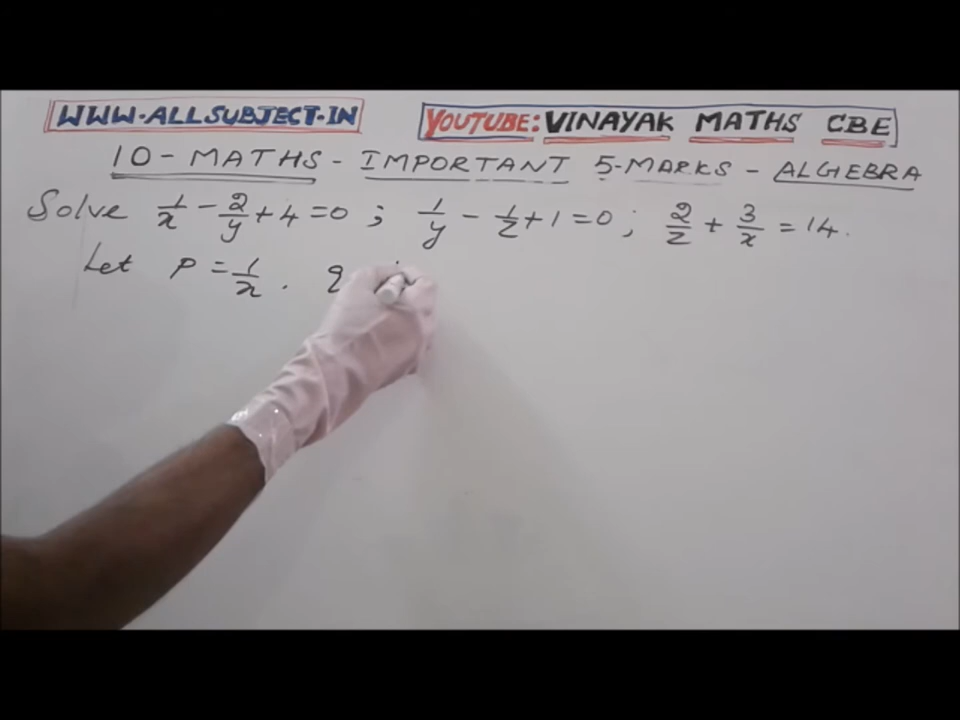 WWW.ALLSUBJECT.IN YOUTUBE: VINAYAK MATHS CBE
10 - MATHS - IMPORTANT 5-MARKS - ALGEBRA
Solve 1/x - 2/y + 4 = 0 ; 1/y - 1/z + 1 = 0 ; 2/z + 3/x = 14.
Let p = 1/x . q